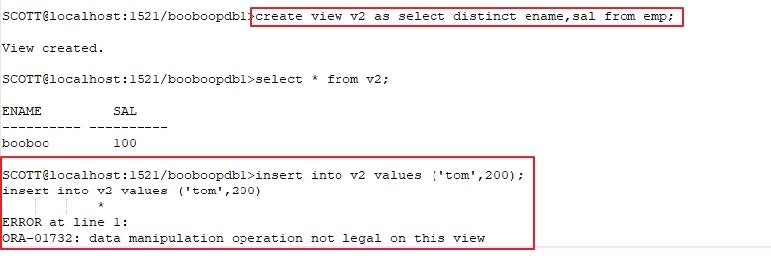 SCOTT@localhost:1521/booboopdb1>create view v2 as select distinct ename,sal from emp;
View created.
SCOTT@localhost:1521/booboopdb1>select * from v2;
ENAME SAL
---------- ----------
booboc 100
SCOTT@localhost:1521/booboopdb1>insert into v2 values ('tom',200);
insert into v2 values ('tom',200)
*
ERROR at line 1:
ORA-01732: data manipulation operation not legal on this view